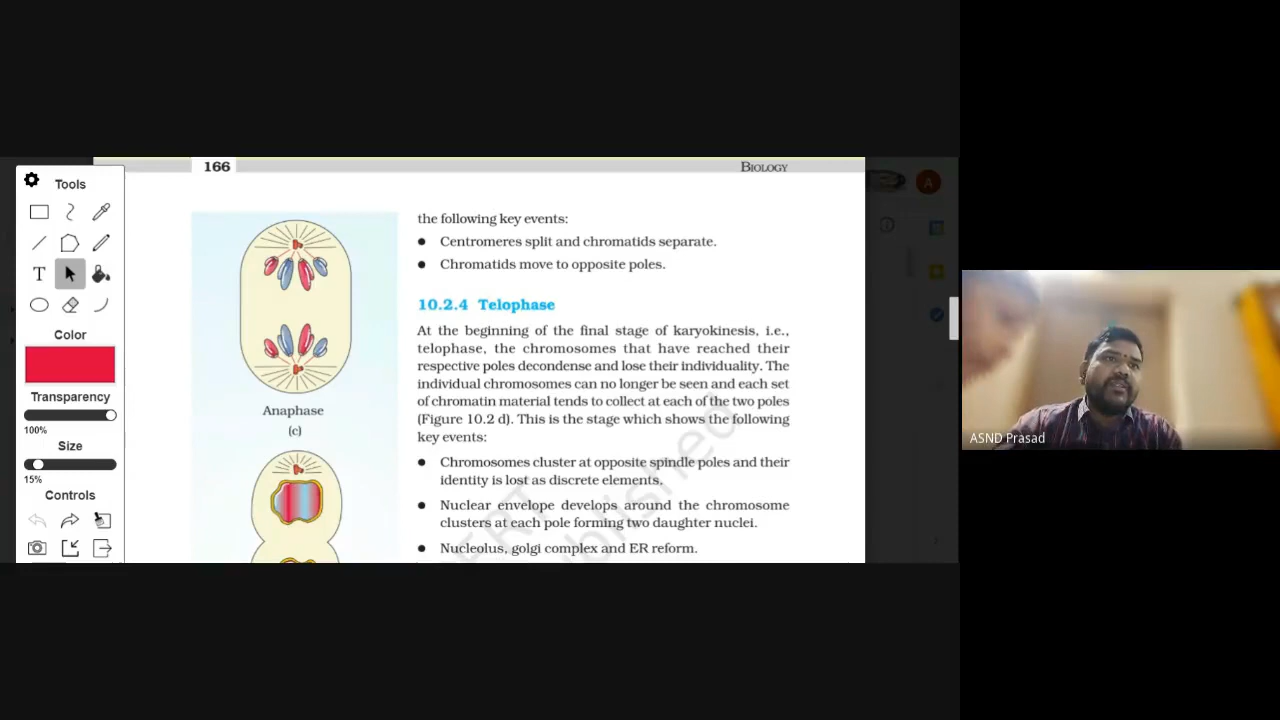 166
BIOLOGY
Tools
T
Color
Transparency
100%
Size
15%
Controls
the following key events:
● Centromeres split and chromatids separate.
● Chromatids move to opposite poles.
10.2.4 Telophase
At the beginning of the final stage of karyokinesis, i.e.,
telophase, the chromosomes that have reached their
respective poles decondense and lose their individuality. The
individual chromosomes can no longer be seen and each set
of chromatin material tends to collect at each of the two poles
(Figure 10.2 d). This is the stage which shows the following
key events:
● Chromosomes cluster at opposite spindle poles and their
identity is lost as discrete elements.
● Nuclear envelope develops around the chromosome
clusters at each pole forming two daughter nuclei.
● Nucleolus, golgi complex and ER reform.
Anaphase
(c)
A
ASND Prasad